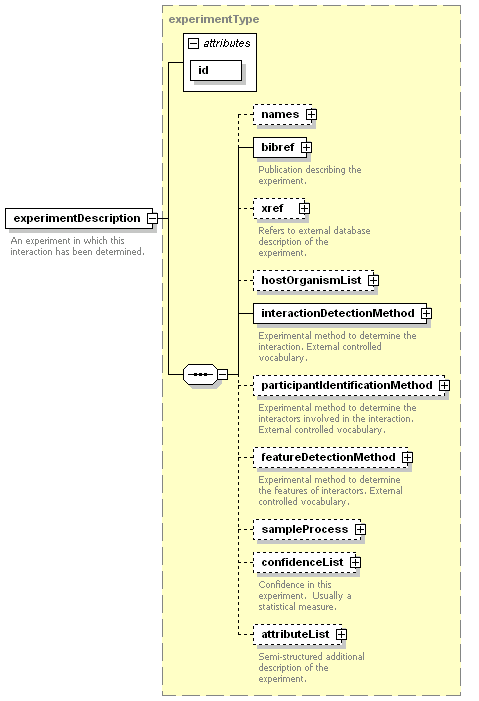 experimentType
attributes
id
names
bibref
Publication describing the
experiment.
xref
Refers to external database
description of the
experiment.
experimentDescription
An experiment in which this
interaction has been determined.
hostOrganismList
interactionDetectionMethod
Experimental method to determine the
interaction. External controlled
vocabulary.
participantIdentificationMethod
Experimental method to determine the
interactors involved in the interaction.
External controlled vocabulary.
featureDetectionMethod
Experimental method to determine
the features of interactors. External
controlled vocabulary.
sampleProcess
confidenceList
Confidence in this
experiment.  Usually a
statistical measure.
attributeList
Semi-structured additional
description of the
experiment.